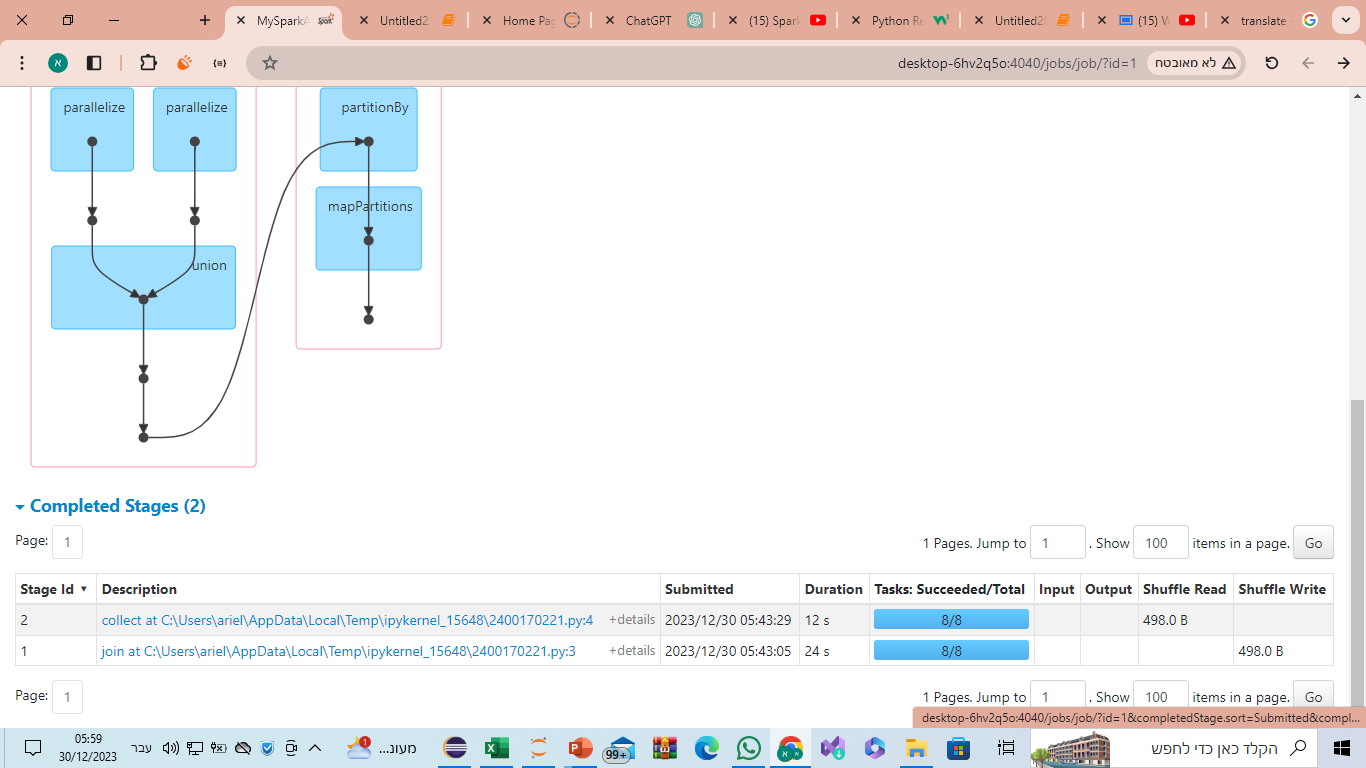 MySparkA
Untitled2
Home Pag
ChatGPT
(15) Spark
Python Re
Untitled2
(15) W
translate -
desktop-6hv2q5o:4040/jobs/job/?id=1
לא מאובטח
parallelize
parallelize
partitionBy
mapPartitions
union
Completed Stages (2)
Page: 1
1 Pages. Jump to 1 . Show 100 items in a page. Go
Stage Id ▾ Description Submitted Duration Tasks: Succeeded/Total Input Output Shuffle Read Shuffle Write
2 collect at C:\Users\ariel\AppData\Local\Temp\ipykernel_15648\2400170221.py:4 +details 2023/12/30 05:43:29 12 s 8/8 498.0 B
1 join at C:\Users\ariel\AppData\Local\Temp\ipykernel_15648\2400170221.py:3 +details 2023/12/30 05:43:05 24 s 8/8 498.0 B
Page: 1
1 Pages. Jump to 1 . Show 100 items in a page. Go
desktop-6hv2q5o:4040/jobs/job/?id=1&completedStage.sort=Submitted&compl...
05:59
30/12/2023
עבר
1
מעונ...
99+
הקלד כאן כדי לחפש